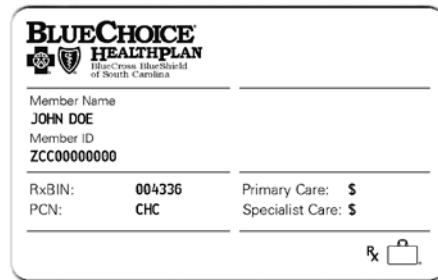 BLUECHOICE®
HEALTHPLAN
BlueCross BlueShield
of South Carolina
Member Name
JOHN DOE
Member ID
ZCC00000000
RxBIN: 004336 Primary Care: $
PCN: CHC Specialist Care: $
Rx